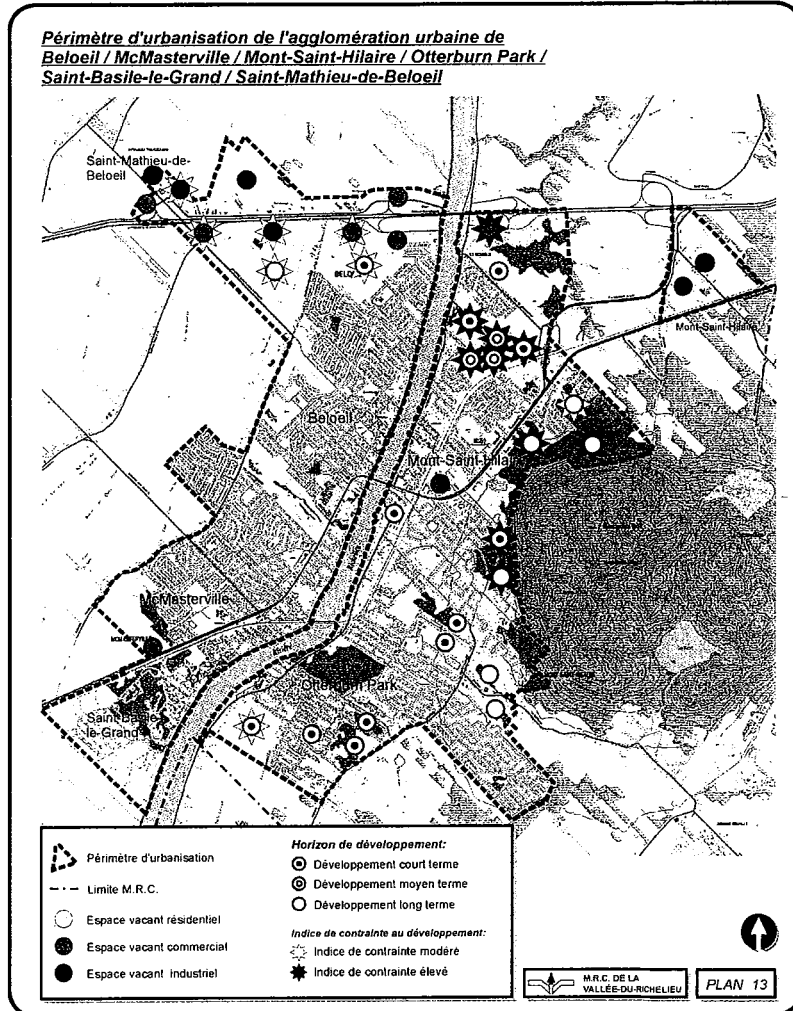 Périmètre d'urbanisation de l'agglomération urbaine de
Beloeil / McMasterville / Mont-Saint-Hilaire / Otterburn Park /
Saint-Basile-le-Grand / Saint-Mathieu-de-Beloeil
Saint-Mathieu-de-
Beloeil
Mont-Saint-Hilaire
Beloeil
Mont-Saint-Hilaire
McMasterville
Otterburn Park
Saint-Basile-
le-Grand
Périmètre d'urbanisation
Limite M.R.C.
Espace vacant résidentiel
Espace vacant commercial
Espace vacant industriel
Horizon de développement:
Développement court terme
Développement moyen terme
Développement long terme
Indice de contrainte au développement:
Indice de contrainte modéré
Indice de contrainte élevé
M.R.C. DE LA
VALLÉE-DU-RICHELIEU
PLAN 13